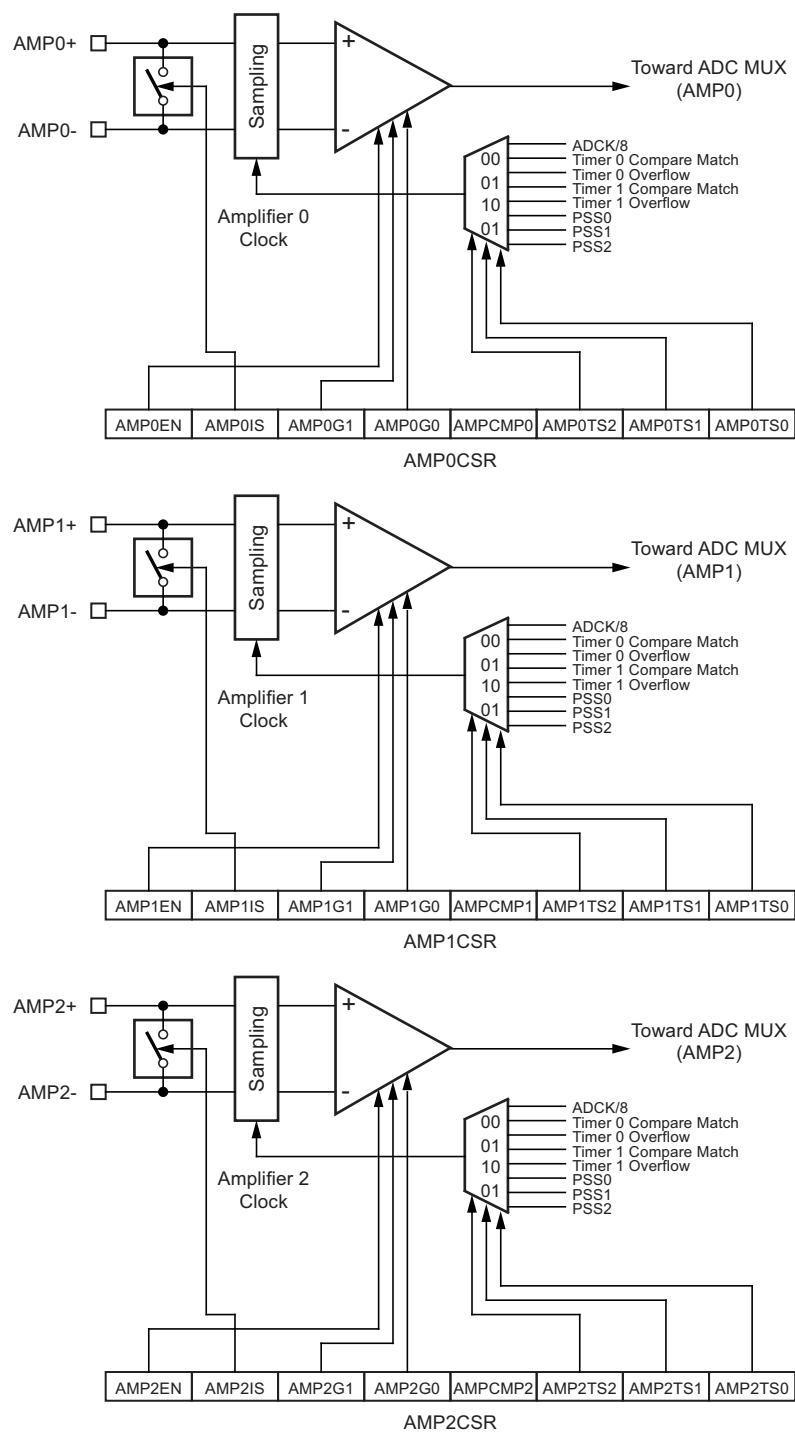 AMP0+
AMP0-
Sampling
+
-
Toward ADC MUX
(AMP0)
00
01
10
01
ADCK/8
Timer 0 Compare Match
Timer 0 Overflow
Timer 1 Compare Match
Timer 1 Overflow
PSS0
PSS1
PSS2
Amplifier 0
Clock
AMP0EN AMP0IS AMP0G1 AMP0G0 AMPCMP0 AMP0TS2 AMP0TS1 AMP0TS0
AMP0CSR
AMP1+
AMP1-
Sampling
+
-
Toward ADC MUX
(AMP1)
00
01
10
01
ADCK/8
Timer 0 Compare Match
Timer 0 Overflow
Timer 1 Compare Match
Timer 1 Overflow
PSS0
PSS1
PSS2
Amplifier 1
Clock
AMP1EN AMP1IS AMP1G1 AMP1G0 AMPCMP1 AMP1TS2 AMP1TS1 AMP1TS0
AMP1CSR
AMP2+
AMP2-
Sampling
+
-
Toward ADC MUX
(AMP2)
00
01
10
01
ADCK/8
Timer 0 Compare Match
Timer 0 Overflow
Timer 1 Compare Match
Timer 1 Overflow
PSS0
PSS1
PSS2
Amplifier 2
Clock
AMP2EN AMP2IS AMP2G1 AMP2G0 AMPCMP2 AMP2TS2 AMP2TS1 AMP2TS0
AMP2CSR